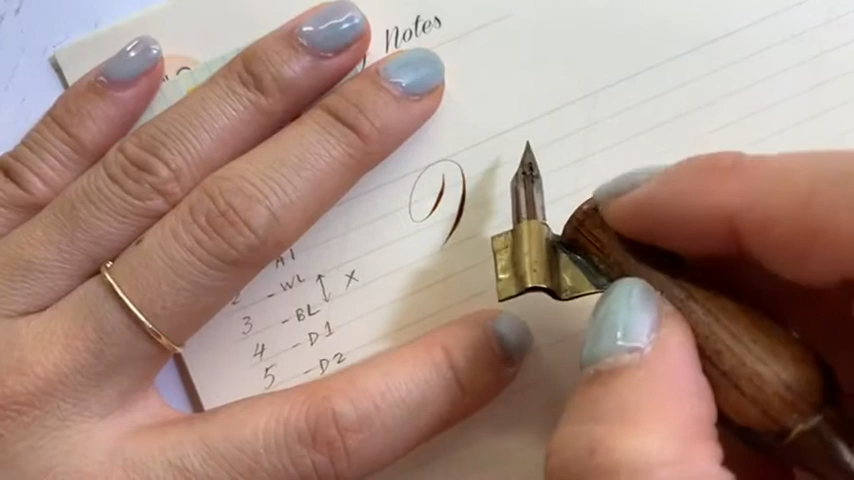 Notes
A1
2 - WL
3 - BL
x
4 - D1
5 - D2